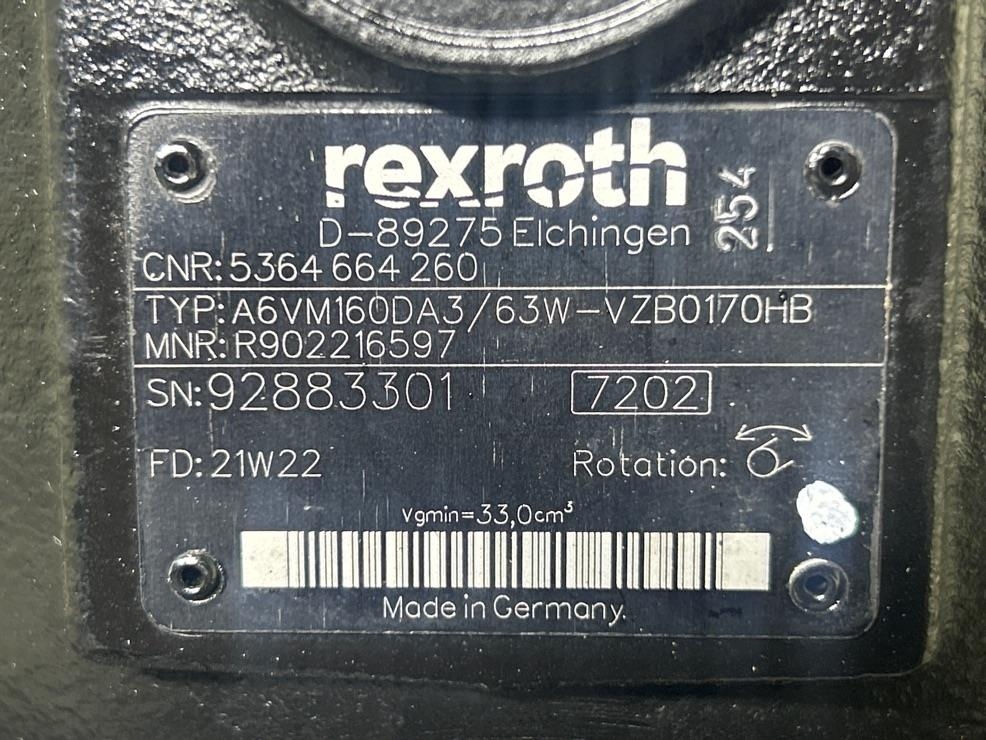 rexroth
D-89275 Elchingen
254
CNR: 5364 664 260
TYP: A6VM160DA3/63W-VZB0170HB
MNR: R902216597
SN: 92883301 7202
FD: 21W22 Rotation:
vgmin=33,0cm³
Made in Germany.